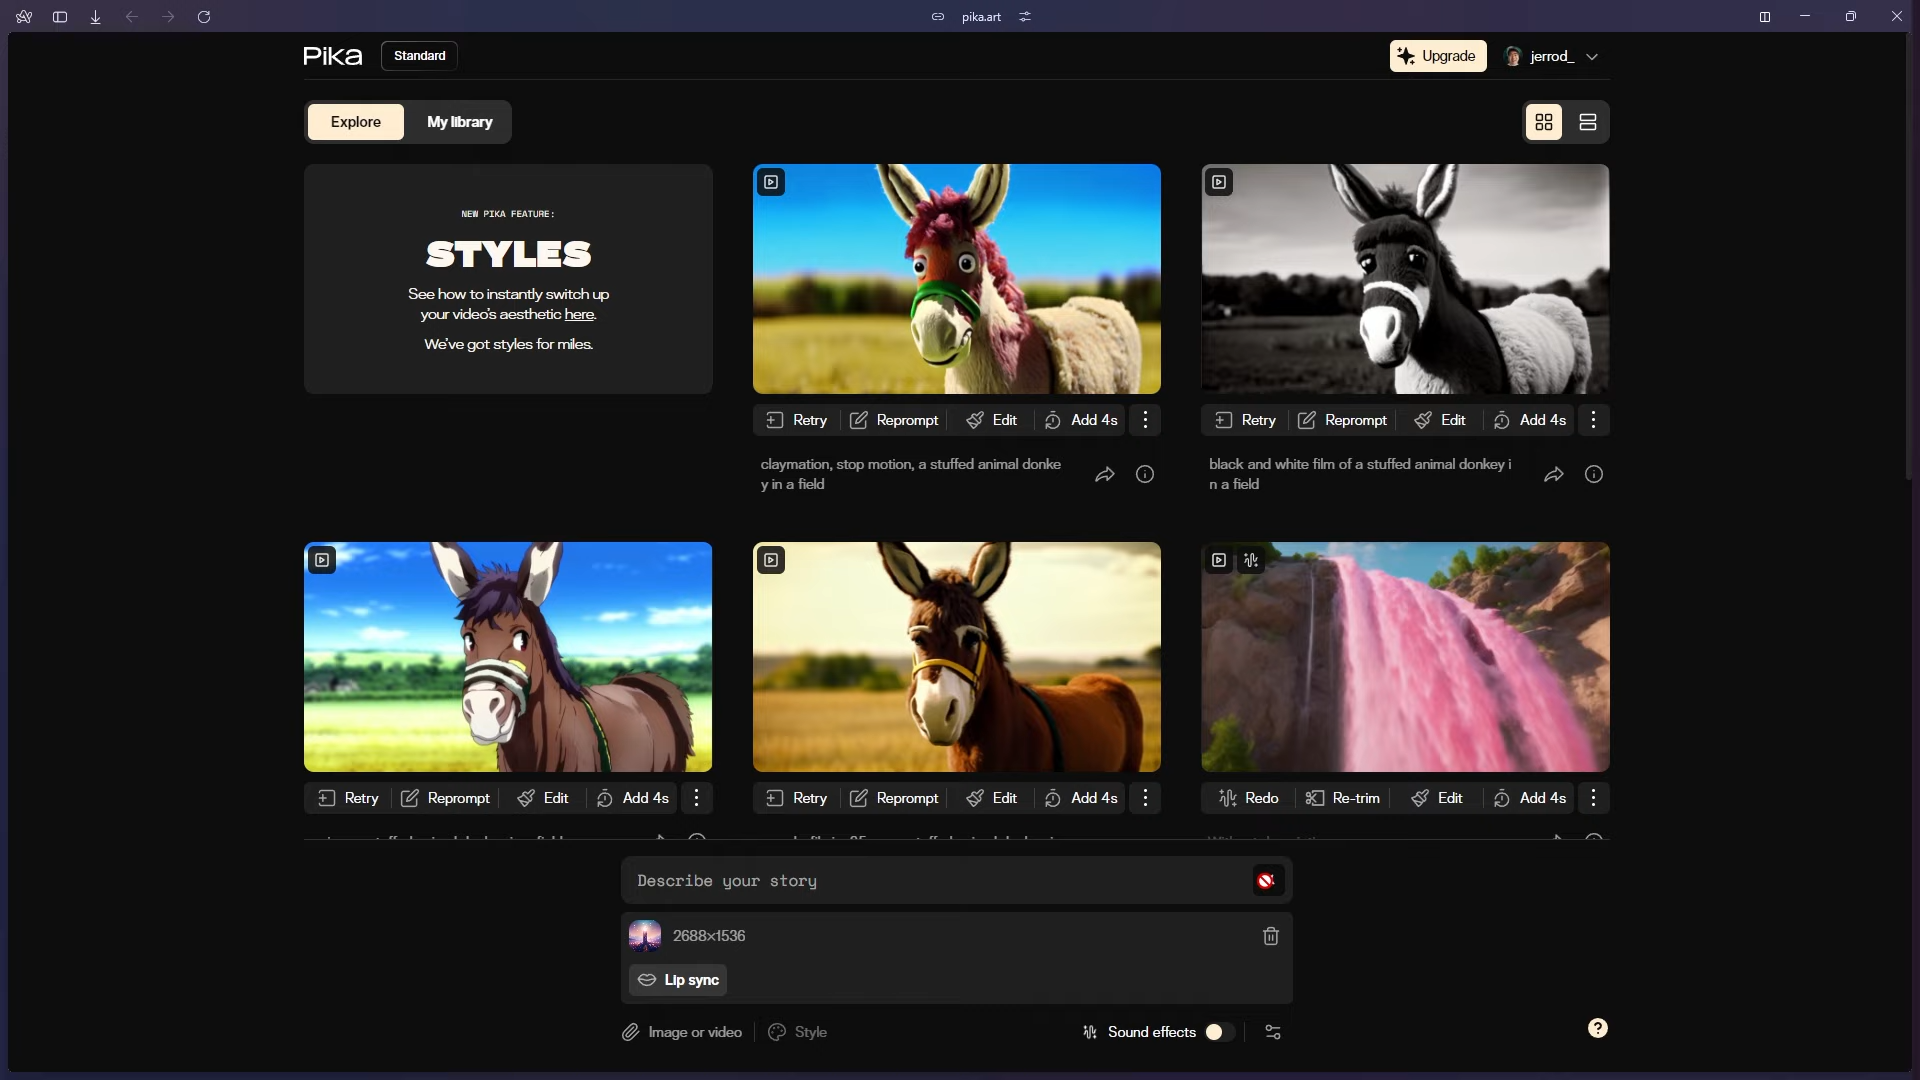 pika.art
Pika
Standard
Upgrade
jerrod_
Explore
My library
NEW PIKA FEATURE:
STYLES
See how to instantly switch up
your video's aesthetic here.
We've got styles for miles.
Retry
Reprompt
Edit
Add 4s
Retry
Reprompt
Edit
Add 4s
claymation, stop motion, a stuffed animal donke
y in a field
black and white film of a stuffed animal donkey i
n a field
Retry
Reprompt
Edit
Add 4s
Retry
Reprompt
Edit
Add 4s
Redo
Re-trim
Edit
Add 4s
Describe your story
2688×1536
Lip sync
Image or video
Style
Sound effects
?